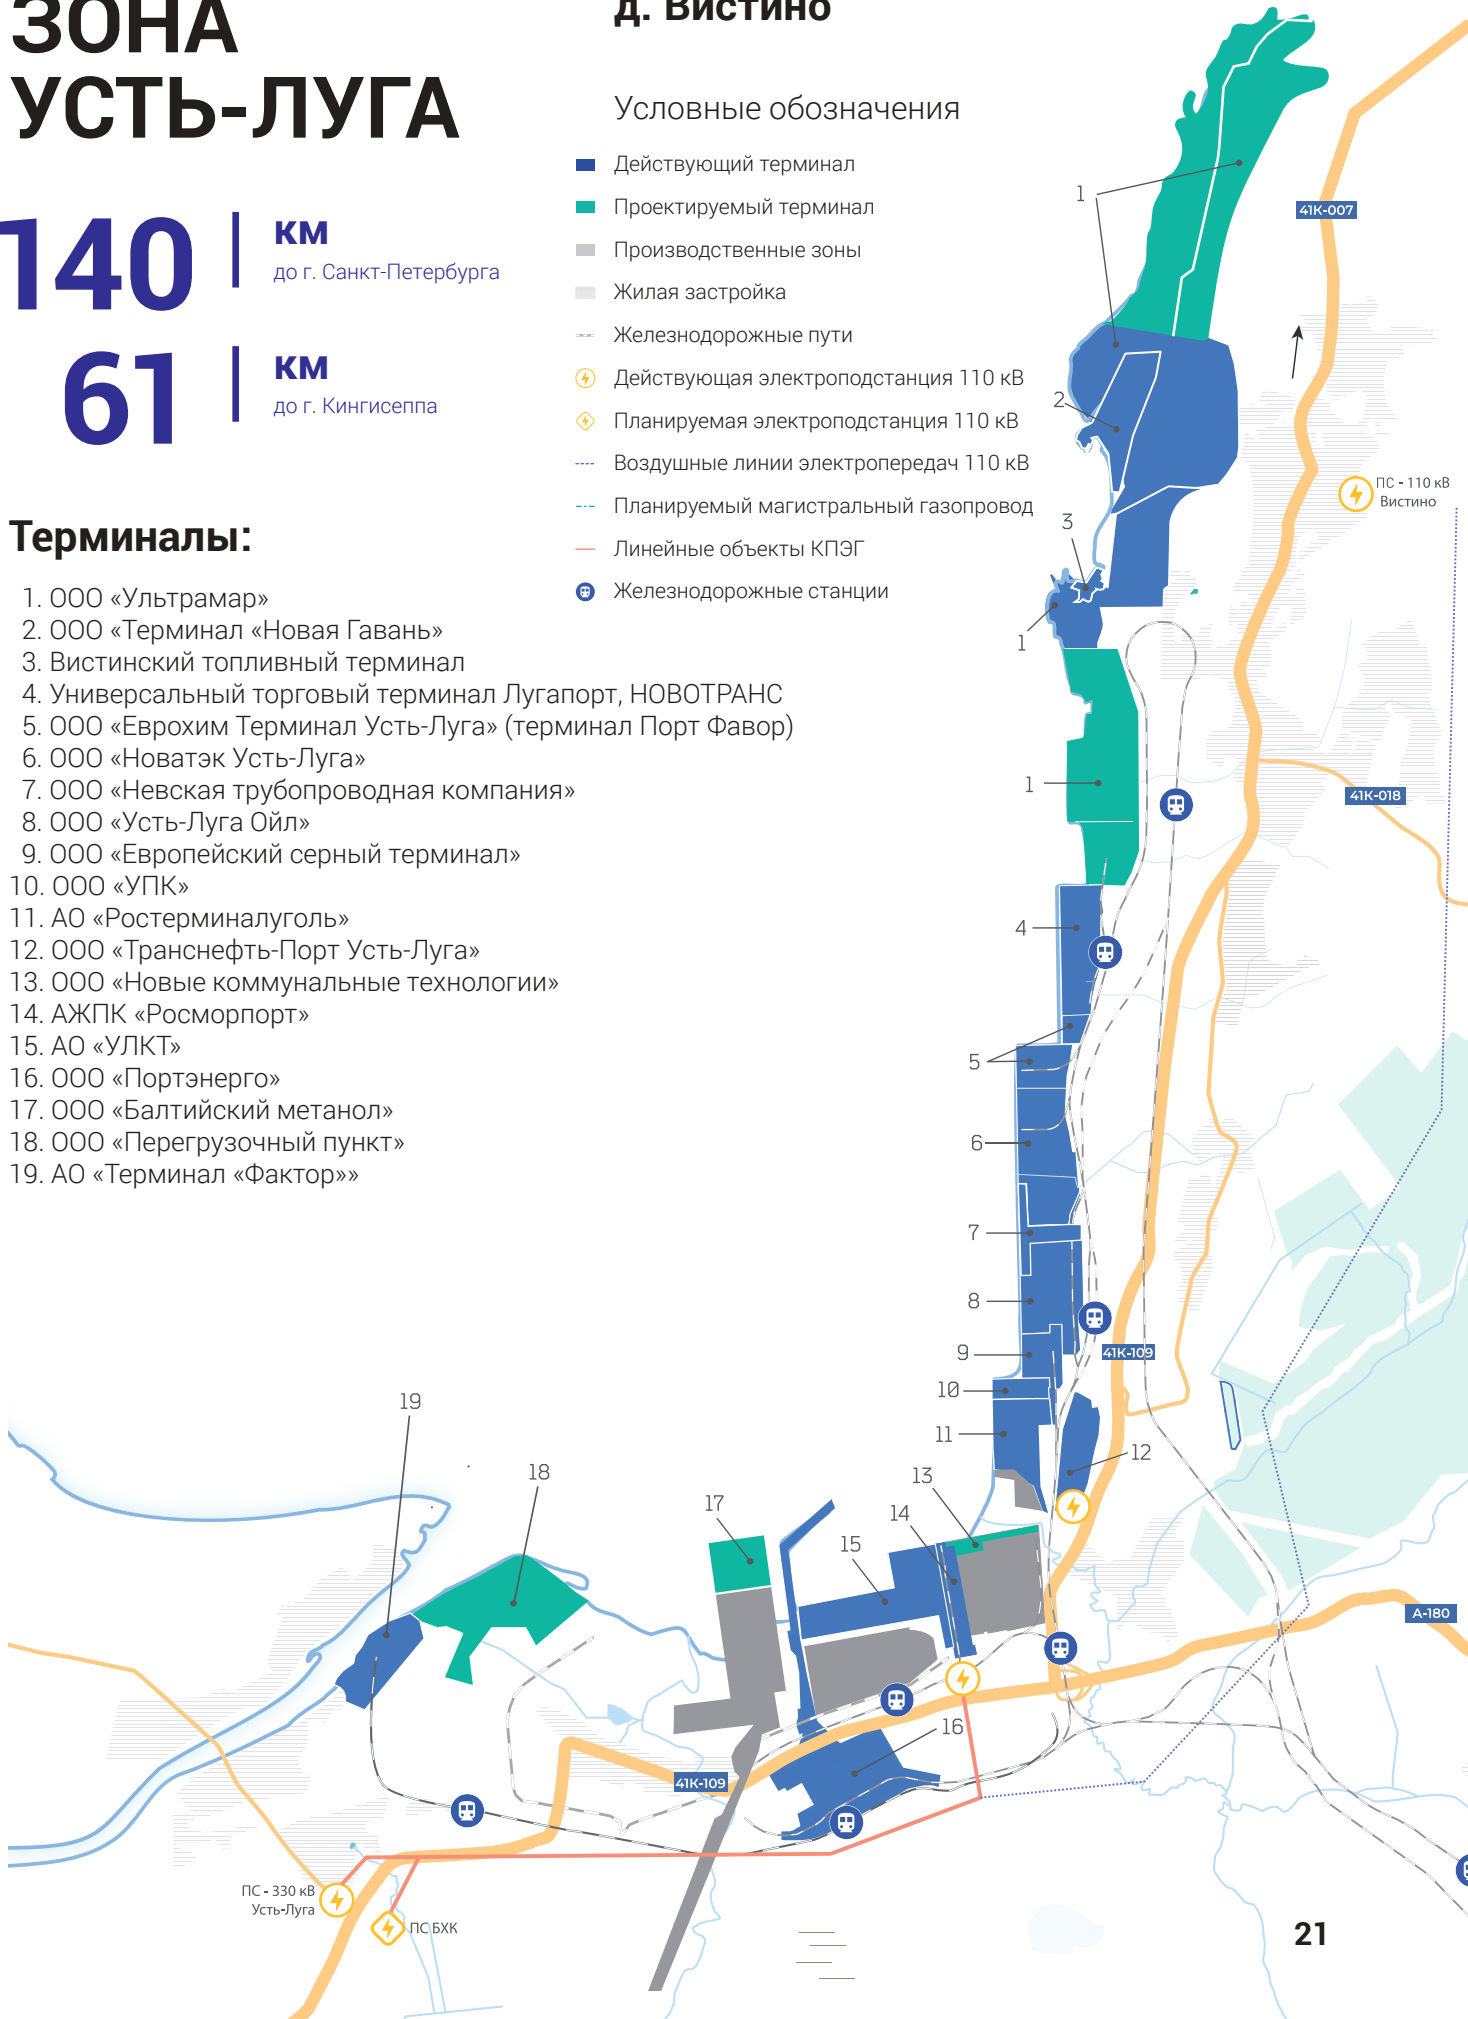 ЗОНА
УСТЬ-ЛУГА
140
км
до г. Санкт-Петербурга
61
км
до г. Кингисеппа
Терминалы:
1. ООО «Ультрамар»
2. ООО «Терминал «Новая Гавань»
3. Вистинский топливный терминал
4. Универсальный торговый терминал Лугапорт, НОВОТРАНС
5. ООО «Еврохим Терминал Усть-Луга» (терминал Порт Фавор)
6. ООО «Новатэк Усть-Луга»
7. ООО «Невская трубопроводная компания»
8. ООО «Усть-Луга Ойл»
9. ООО «Европейский серный терминал»
10. ООО «УПК»
11. АО «Ростерминалуголь»
12. ООО «Транснефть-Порт Усть-Луга»
13. ООО «Новые коммунальные технологии»
14. АЖПК «Росморпорт»
15. АО «УЛКТ»
16. ООО «Портэнерго»
17. ООО «Балтийский метанол»
18. ООО «Перегрузочный пункт»
19. АО «Терминал «Фактор»»
д. Вистино
Условные обозначения
Действующий терминал
Проектируемый терминал
Производственные зоны
Жилая застройка
Железнодорожные пути
Действующая электроподстанция 110 кВ
Планируемая электроподстанция 110 кВ
Воздушные линии электропередач 110 кВ
Планируемый магистральный газопровод
Линейные объекты КПЭГ
Железнодорожные станции
1
41К-007
2
ПС - 110 кВ
Вистино
3
1
1
41К-018
4
5
6
7
8
9
41К-109
10
11
12
13
14
15
16
17
18
19
А-180
41К-109
ПС - 330 кВ
Усть-Луга
ПС БХК
21